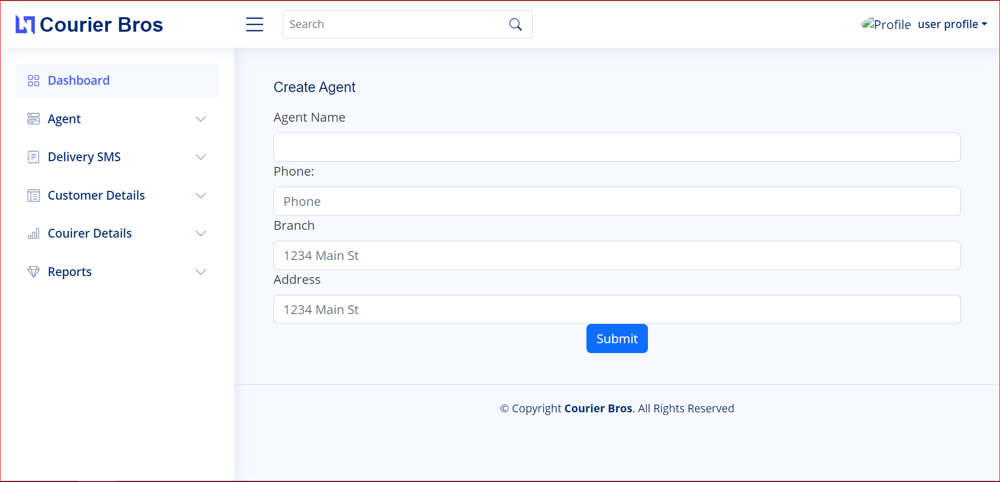 Courier Bros
Search
Profile
user profile
Dashboard
Agent
Delivery SMS
Customer Details
Couirer Details
Reports
Create Agent
Agent Name
Phone:
Phone
Branch
1234 Main St
Address
1234 Main St
Submit
© Copyright Courier Bros. All Rights Reserved